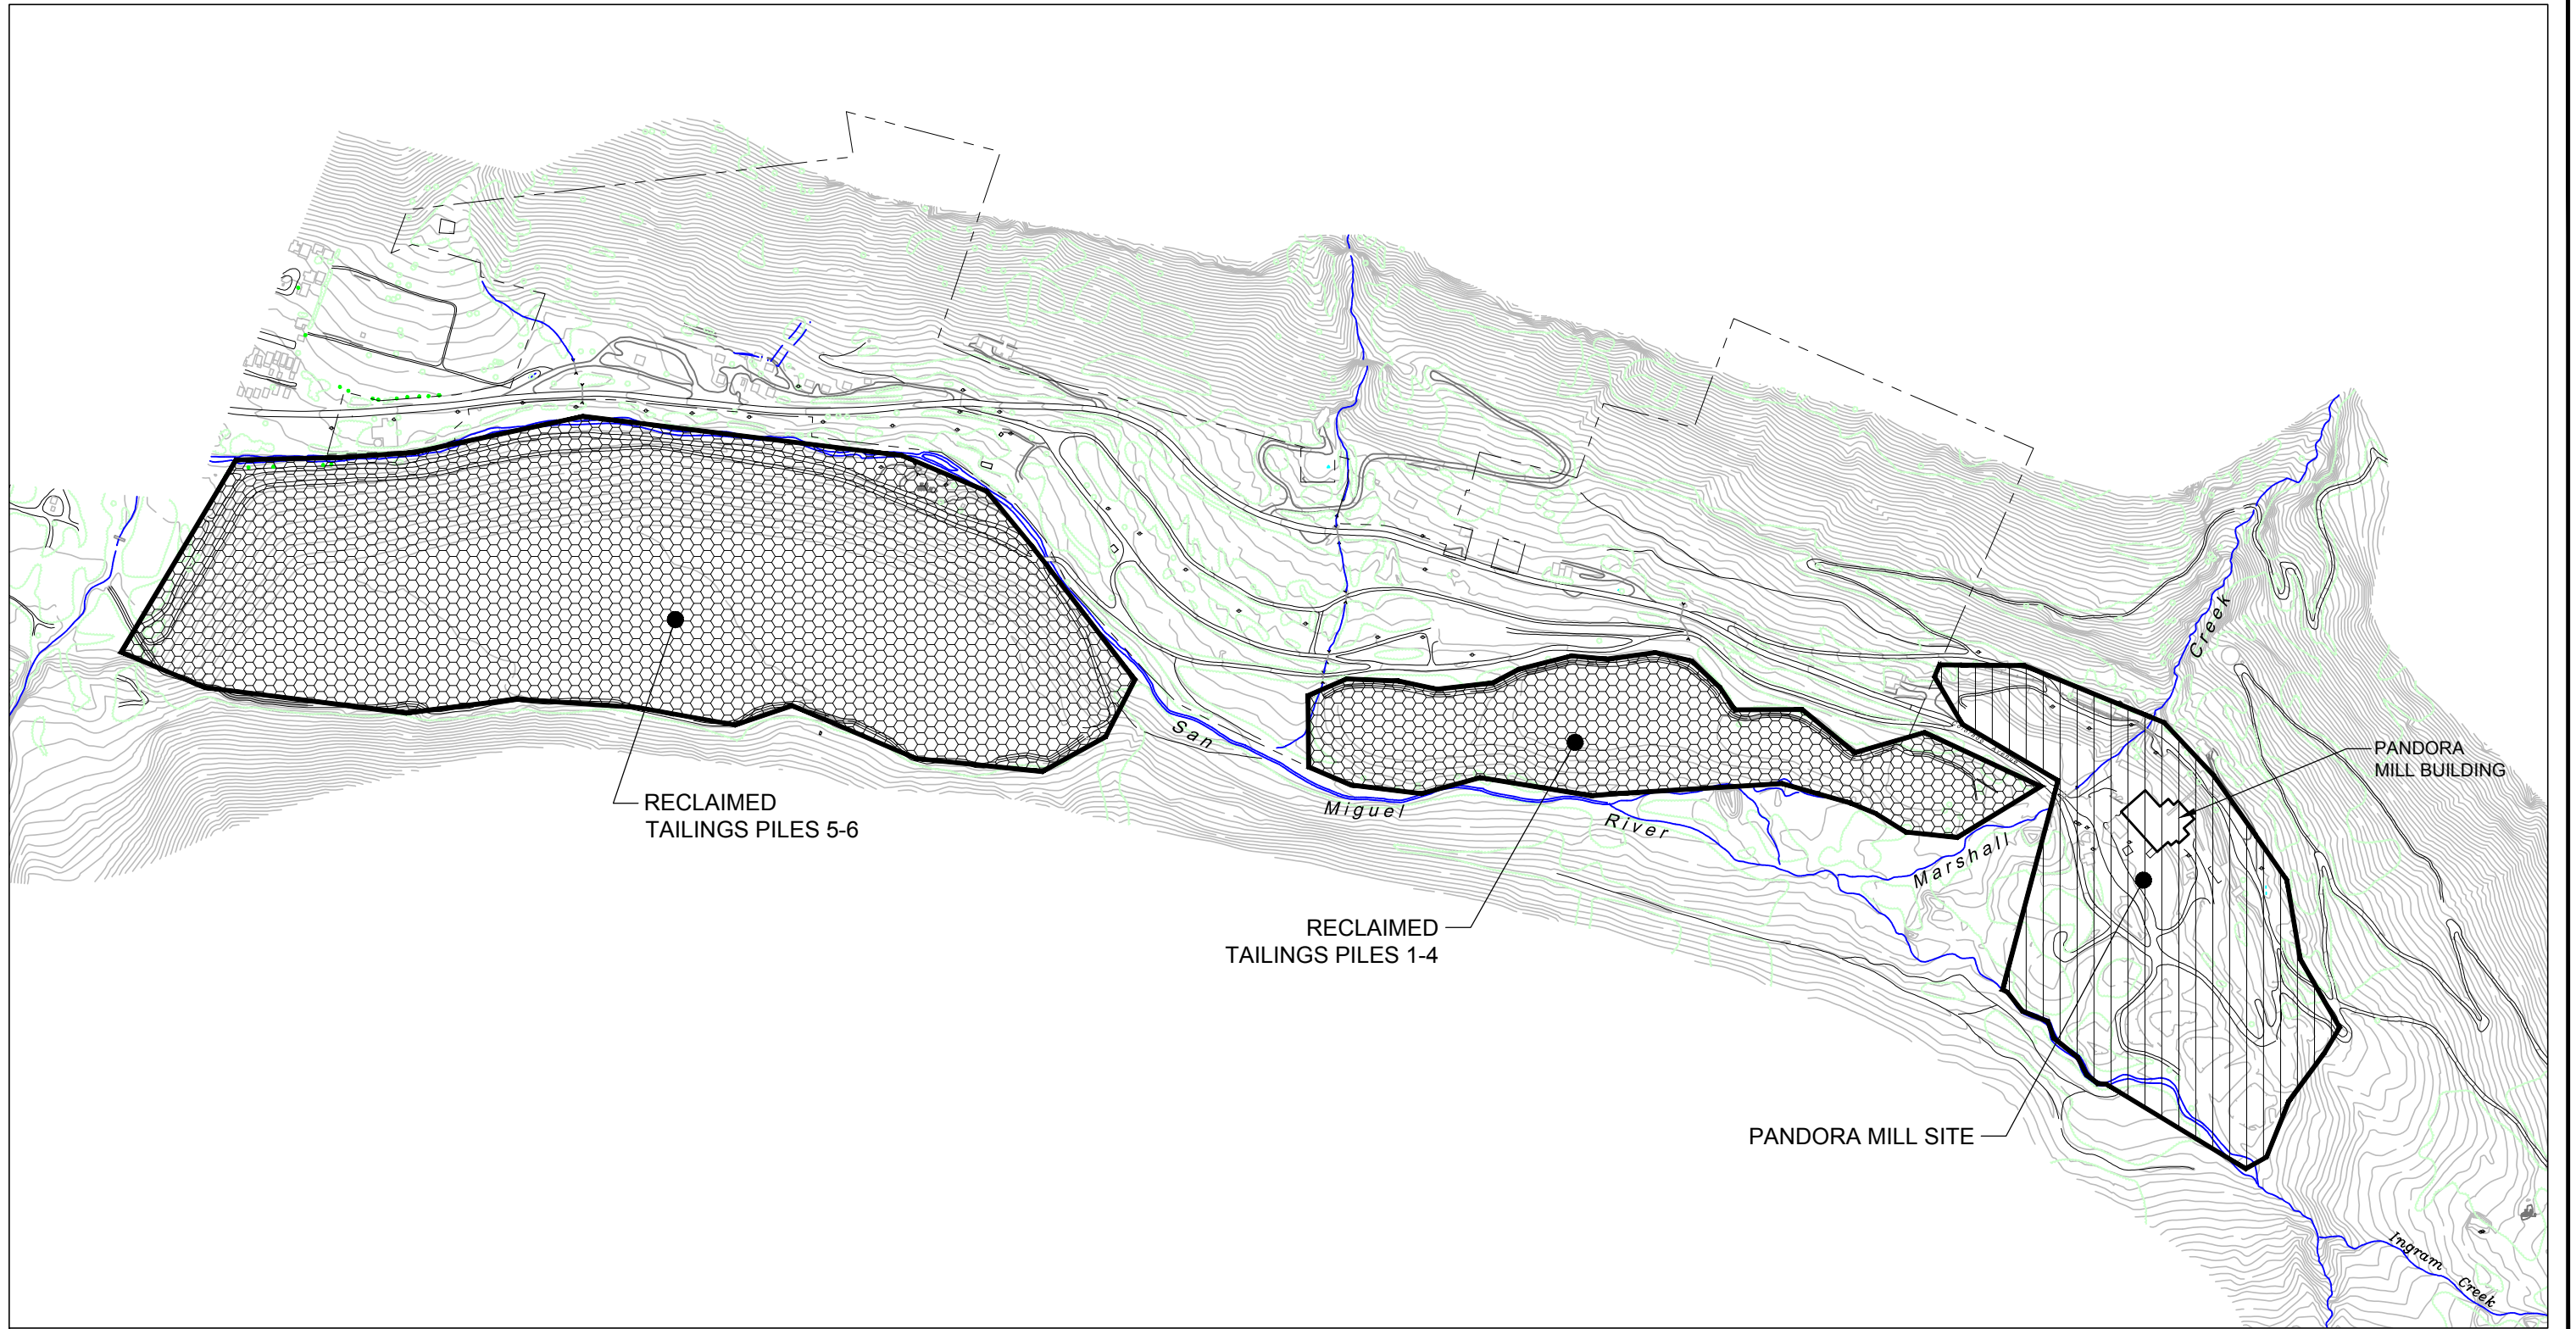 Creek
San
PANDORA
MILL BUILDING
RECLAIMED
TAILINGS PILES 5-6
Miguel
River
Marshall
RECLAIMED
TAILINGS PILES 1-4
PANDORA MILL SITE
Ingram Creek